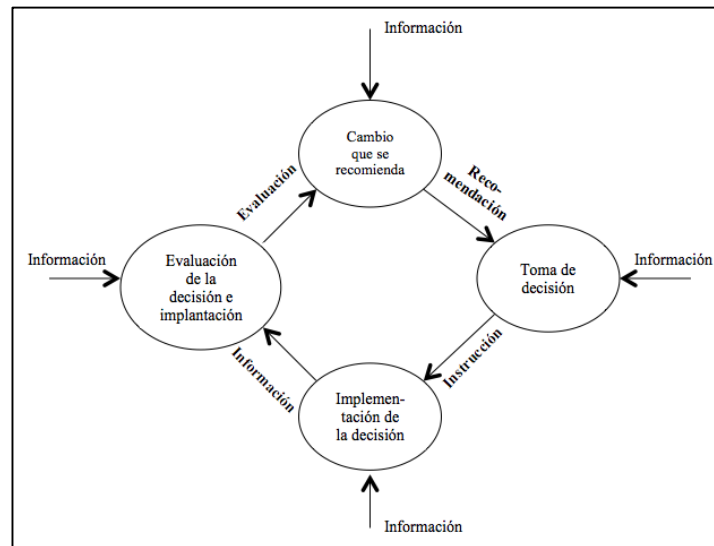 Información
Cambio
que se
recomienda
Evaluación
Reco-
mendación
Información
Evaluación
de la
decisión e
implantación
Toma de
decisión
Información
Información
Instrucción
Implemen-
tación de
la decisión
Información